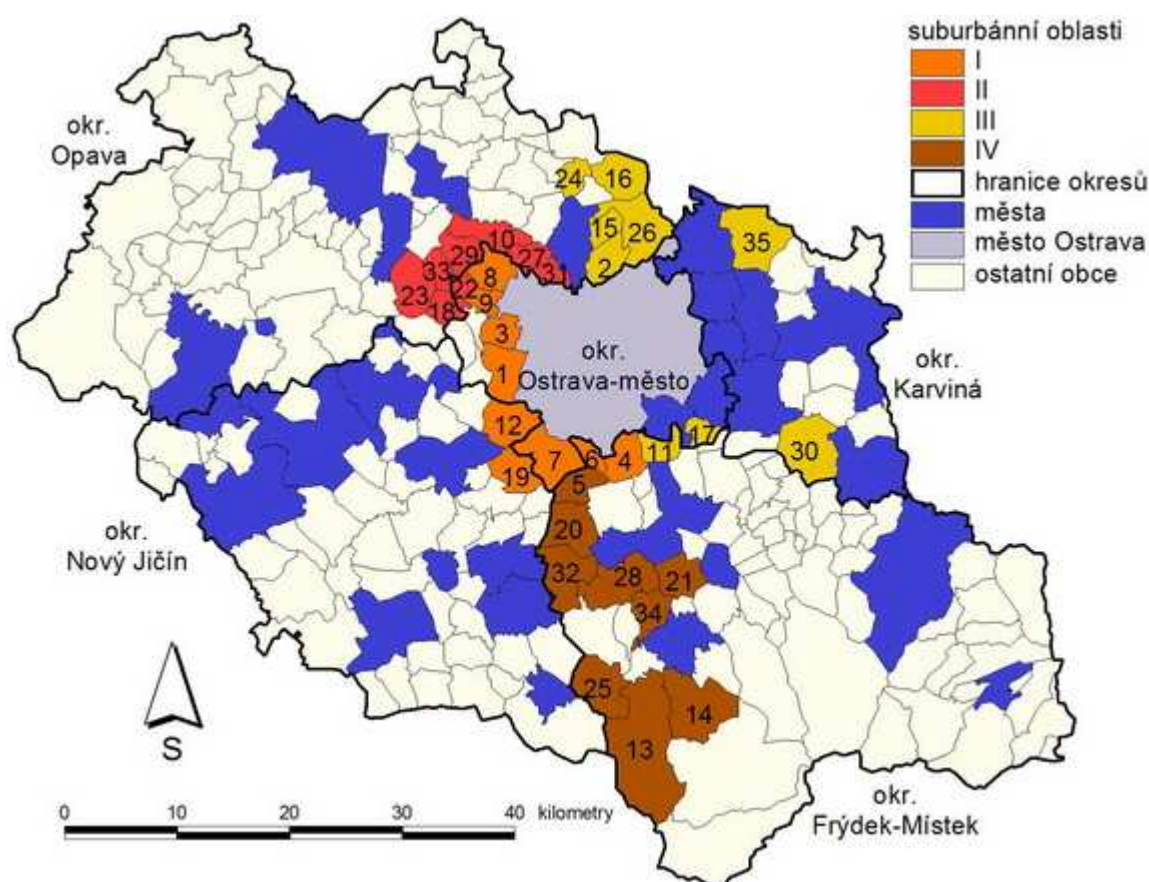 suburbánní oblasti
I
II
III
IV
hranice okresů
města
město Ostrava
ostatní obce
okr.
Opava
24
16
15
26
2
35
10
29
27
31
33
8
22
23
9
18
3
1
okr.
Ostrava-město
okr.
Karviná
12
7
6
4
11
17
30
19
5
okr.
Nový Jičín
20
32
28
21
34
25
14
13
S
0
10
20
30
40
kilometry
okr.
Frýdek-Místek